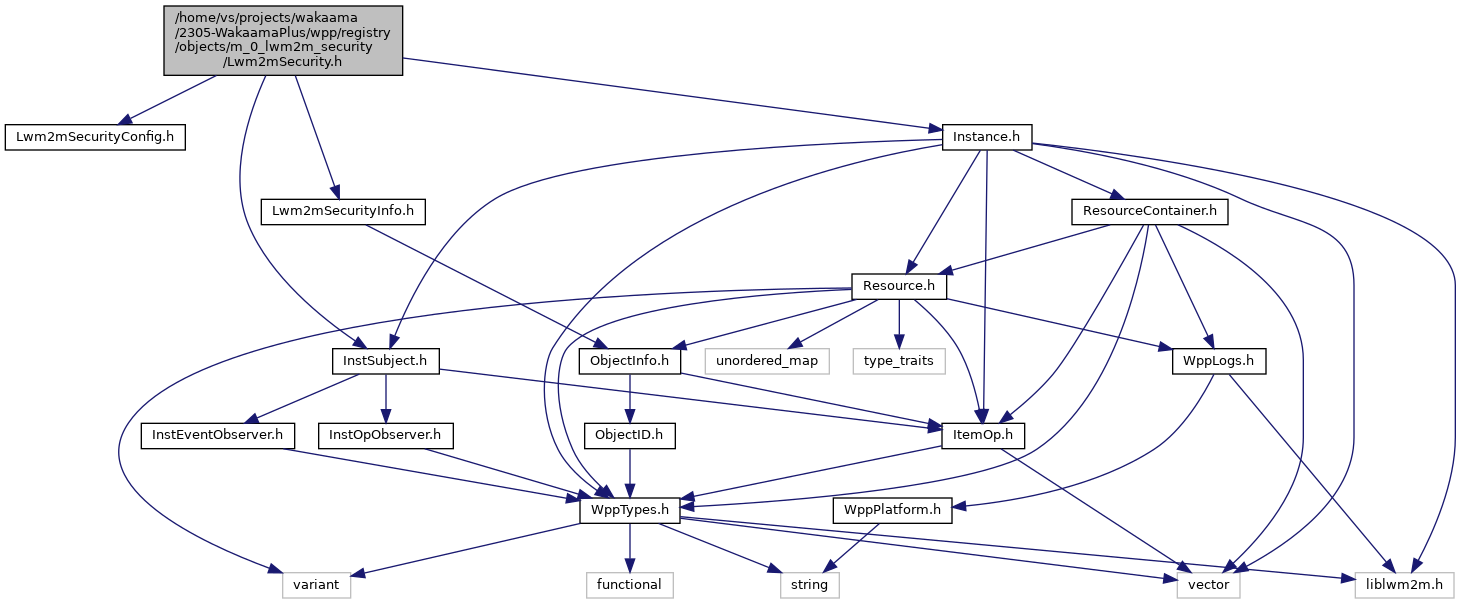 /home/vs/projects/wakaama
/2305-WakaamaPlus/wpp/registry
/objects/m_0_lwm2m_security
/Lwm2mSecurity.h
Lwm2mSecurityConfig.h
Instance.h
Lwm2mSecurityInfo.h
ResourceContainer.h
Resource.h
InstSubject.h
ObjectInfo.h
unordered_map
type_traits
WppLogs.h
InstEventObserver.h
InstOpObserver.h
ObjectID.h
ItemOp.h
WppTypes.h
WppPlatform.h
variant
functional
string
vector
liblwm2m.h